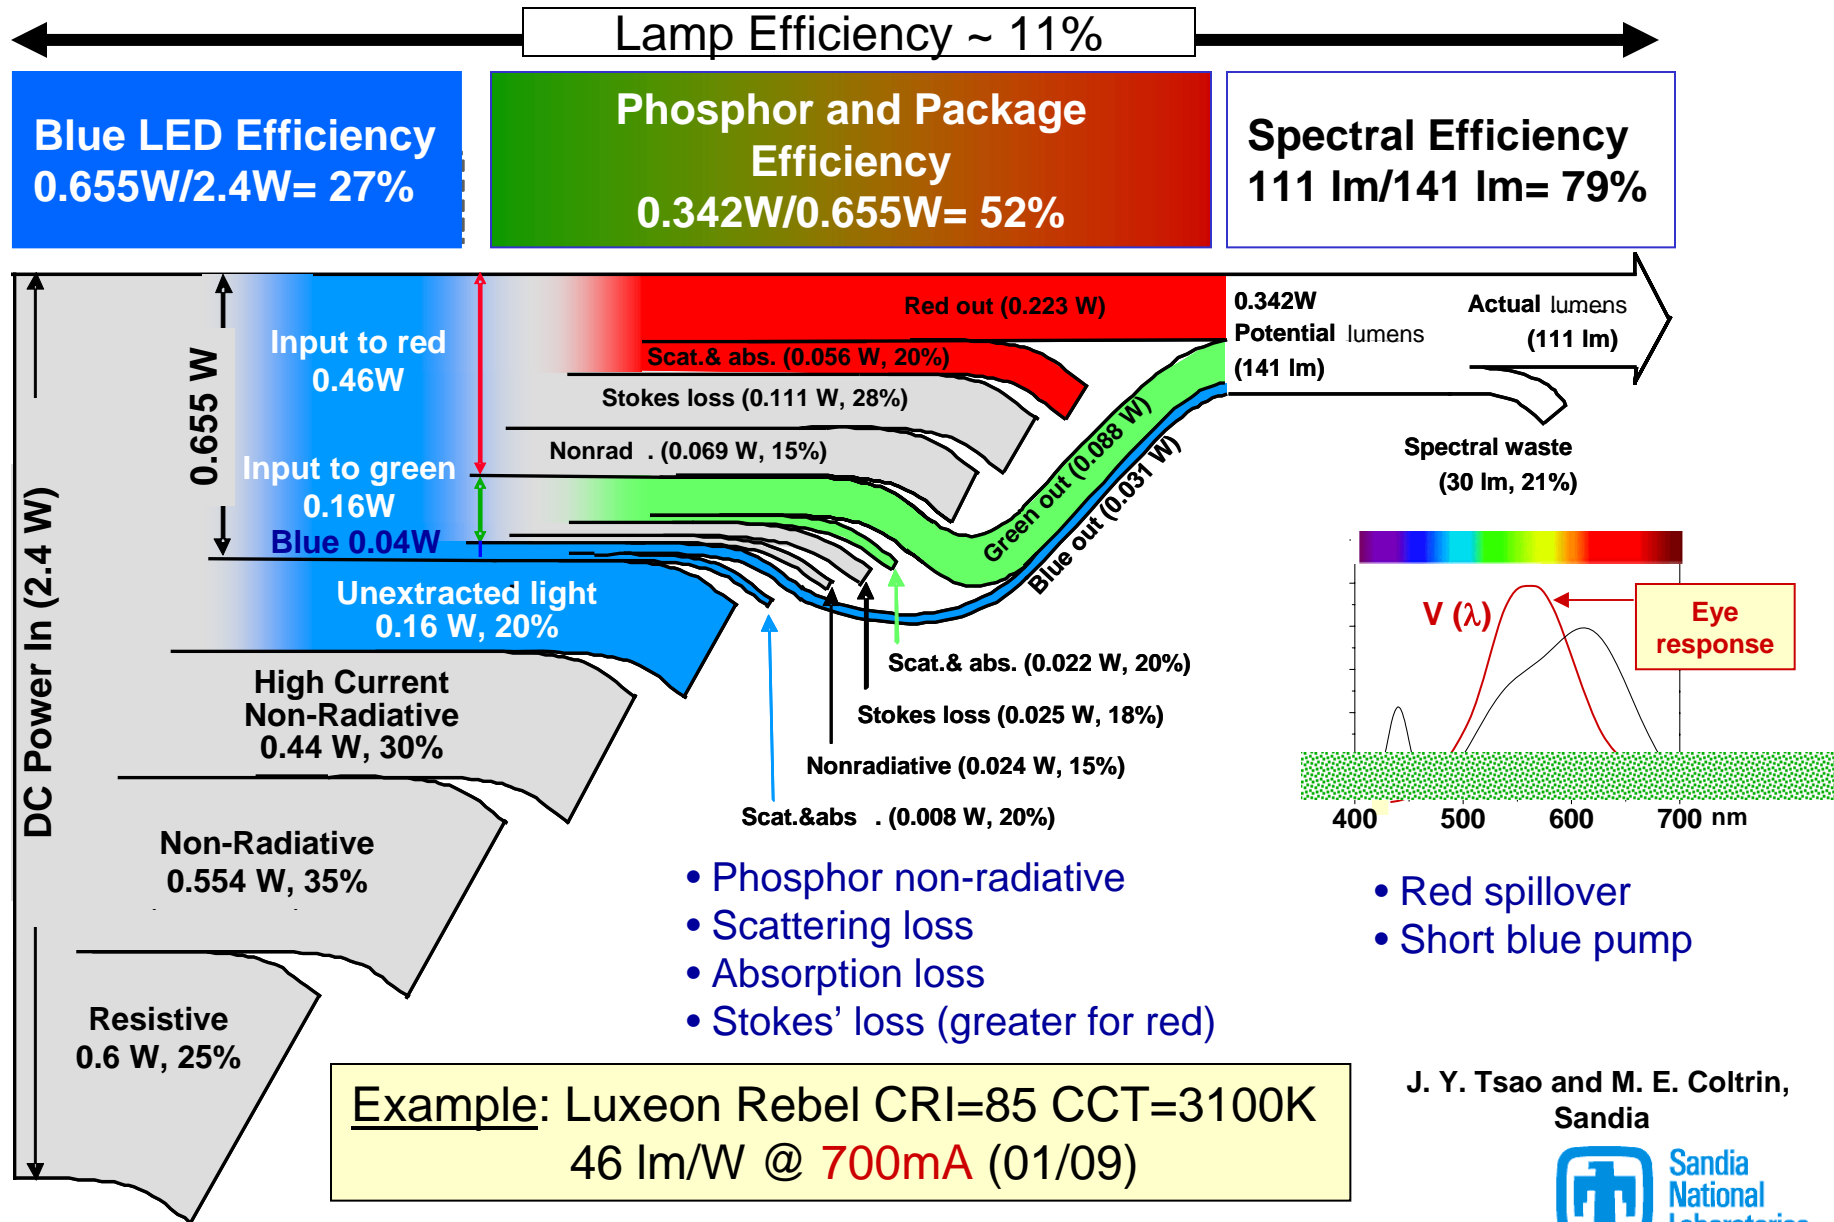 Lamp Efficiency ~ 11%
Blue LED Efficiency
0.655W/2.4W= 27%
Phosphor and Package
Efficiency
0.342W/0.655W= 52%
Spectral Efficiency
111 lm/141 lm= 79%
DC Power In (2.4 W)
0.655 W
Input to red
0.46W
Input to green
0.16W
Blue 0.04W
Unextracted light
0.16 W, 20%
High Current
Non-Radiative
0.44 W, 30%
Non-Radiative
0.554 W, 35%
Resistive
0.6 W, 25%
Red out (0.223 W)
Scat.& abs. (0.056 W, 20%)
Stokes loss (0.111 W, 28%)
Nonrad . (0.069 W, 15%)
Green out (0.088 W)
Blue out (0.031 W)
Scat.& abs. (0.022 W, 20%)
Stokes loss (0.025 W, 18%)
Nonradiative (0.024 W, 15%)
Scat.&abs . (0.008 W, 20%)
0.342W
Potential lumens
(141 lm)
Actual lumens
(111 lm)
Spectral waste
(30 lm, 21%)
V (λ)
Eye
response
400 500 600 700 nm
• Phosphor non-radiative
• Scattering loss
• Absorption loss
• Stokes' loss (greater for red)
• Red spillover
• Short blue pump
Example: Luxeon Rebel CRI=85 CCT=3100K
46 lm/W @ 700mA (01/09)
J. Y. Tsao and M. E. Coltrin,
Sandia
Sandia
National
Laboratories